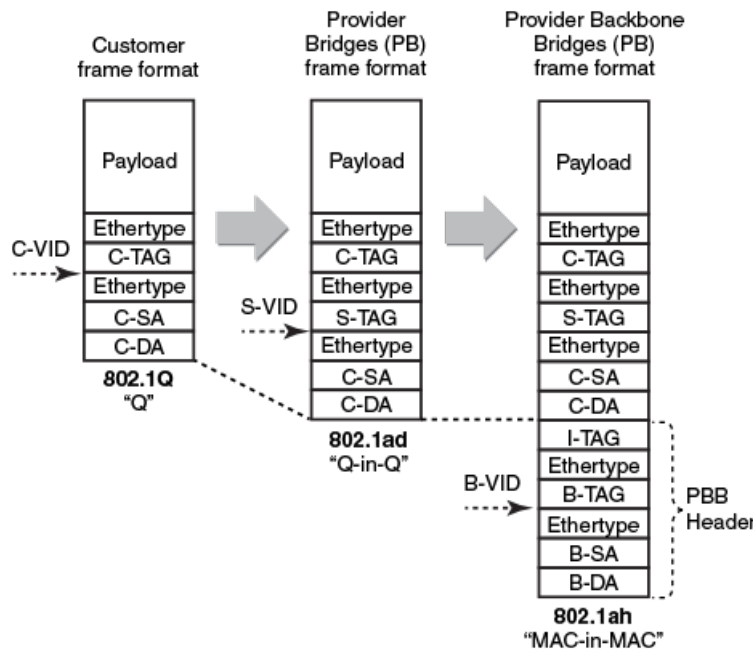 Customer
frame format
Payload
Ethertype
C-TAG
Ethertype
C-SA
C-DA
C-VID
802.1Q
“Q”
Provider
Bridges (PB)
frame format
Payload
Ethertype
C-TAG
Ethertype
S-TAG
Ethertype
C-SA
C-DA
S-VID
802.1ad
“Q-in-Q”
Provider Backbone
Bridges (PB)
frame format
Payload
Ethertype
C-TAG
Ethertype
S-TAG
Ethertype
C-SA
C-DA
I-TAG
Ethertype
B-TAG
Ethertype
B-SA
B-DA
B-VID
PBB
Header
802.1ah
“MAC-in-MAC”